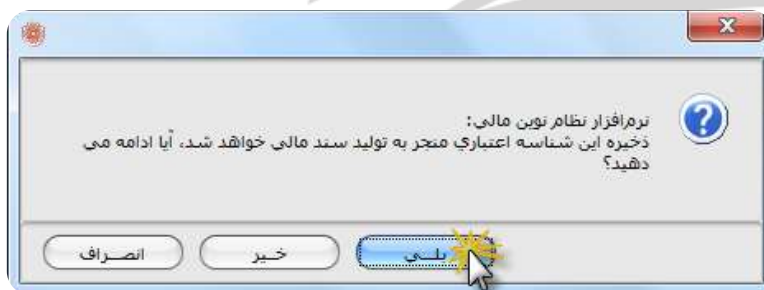 نرم‌افزار نظام نوین مالی:
ذخیره این شناسه اعتباري منجر به تولید سند مالی خواهد شد، آیا ادامه می
دهید؟
بلـی
خـیر
انصـراف